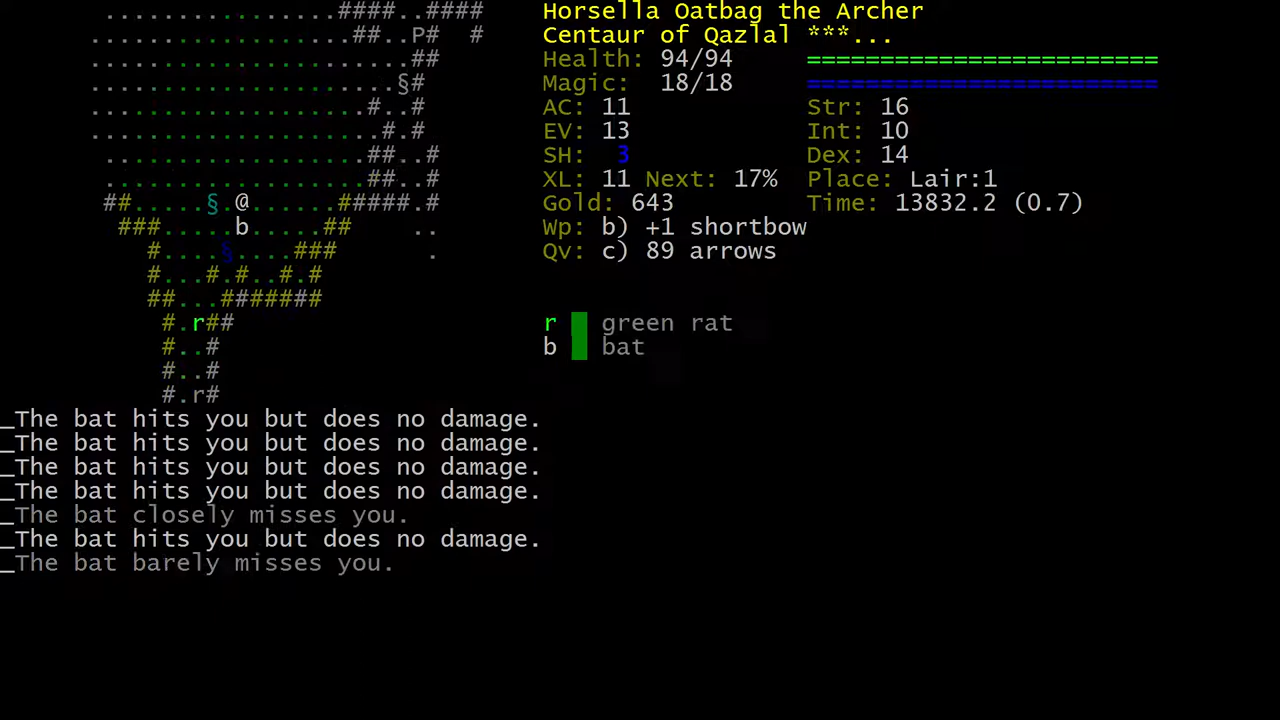 ................####..#### Horsella Oatbag the Archer
..................##..P#  # Centaur of Qazlal ***...
......................## Health: 94/94 ========================
.....................§# Magic: 18/18 ========================
...................#..# AC: 11 Str: 16
....................#.# EV: 13 Int: 10
..................##..# SH: 3 Dex: 14
..................##..# XL: 11 Next: 17% Place: Lair:1
##.....§.@......#####.# Gold: 643 Time: 13832.2 (0.7)
###.....b.....## .. Wp: b) +1 shortbow
#....§....### . Qv: c) 89 arrows
#...#.#..#.#
##...#######
#.r## r green rat
#..# b bat
#..#
#.r#
_The bat hits you but does no damage.
_The bat hits you but does no damage.
_The bat hits you but does no damage.
_The bat hits you but does no damage.
_The bat closely misses you.
_The bat hits you but does no damage.
_The bat barely misses you.